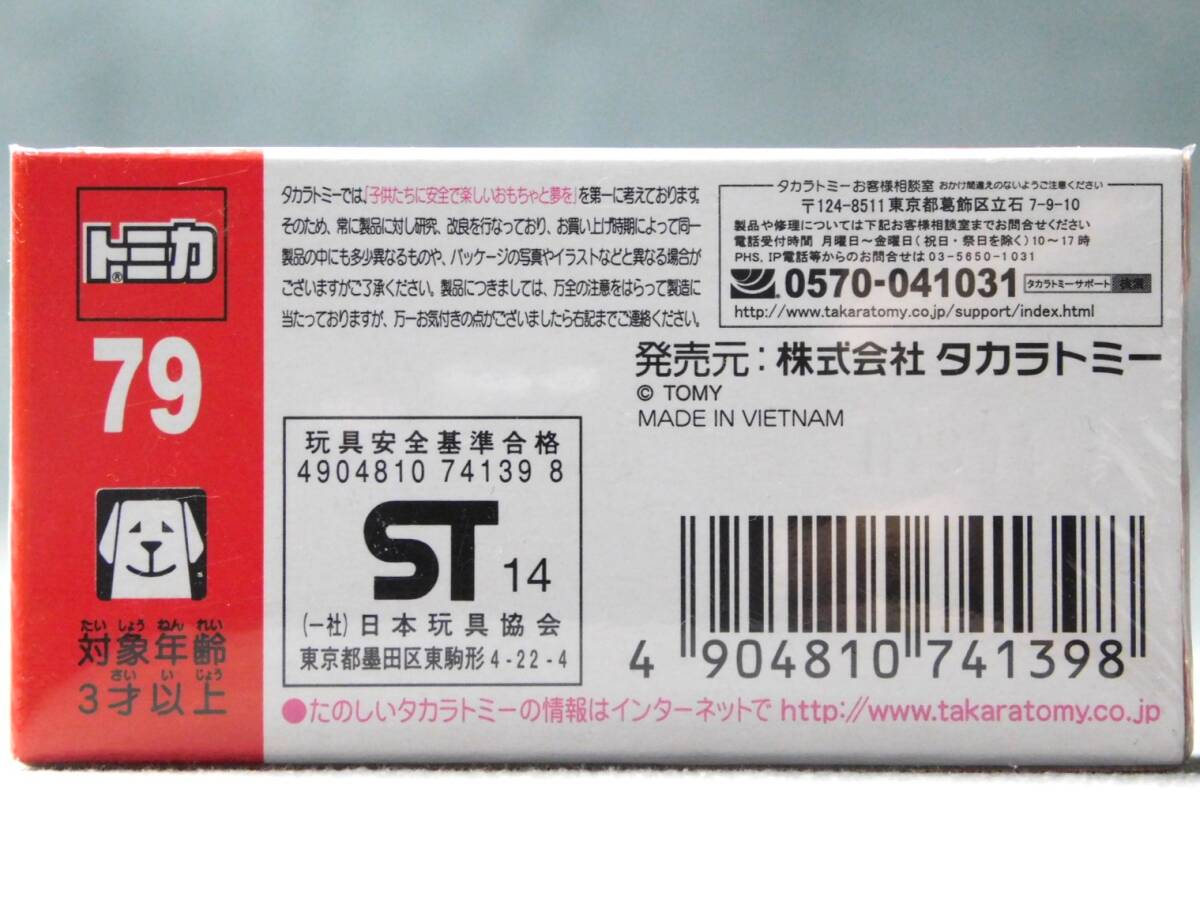 トミカ®
79
たいしょうねんれい
対象年齢
さいいじょう
3才以上
タカラトミーでは、「子供たちに安全で楽しいおもちゃと夢を」を第一に考えております。
そのため、常に製品に対し研究、改良を行なっており、お買い上げ時期によって同一
製品の中にも多少異なるものや、パッケージの写真やイラストなどと異なる場合が
ございますがご了承ください。製品につきましては、万全の注意をはらって製造に
当たっておりますが、万一お気付きの点がございましたら右記までご連絡ください。
タカラトミーお客様相談室 おかけ間違えのないようご注意ください
〒124-8511 東京都葛飾区立石 7-9-10
製品や修理については下記お客様相談室までお問合せください
電話受付時間 月曜日~金曜日(祝日・祭日を除く)10~17時
PHS、IP電話等からのお問合せは 03-5650-1031
0570-041031 タカラトミーサポート 検索
http://www.takaratomy.co.jp/support/index.html
発売元:株式会社 タカラトミー
© TOMY
MADE IN VIETNAM
玩具安全基準合格
4904810 74139 8
ST 14
(一社)日本玩具協会
東京都墨田区東駒形 4-22-4
4 904810 741398
●たのしいタカラトミーの情報はインターネットで http://www.takaratomy.co.jp